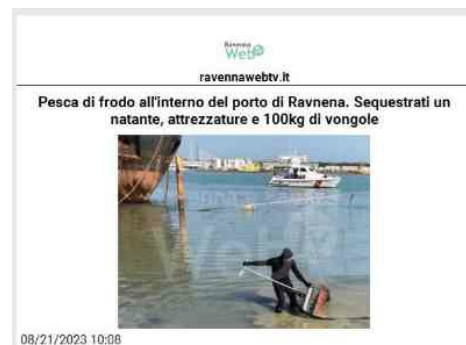 Ravenna
Web
ravennawebtv.it
Pesca di frodo all'interno del porto di Ravnena. Sequestrati un
natante, attrezzature e 100kg di vongole
Web
08/21/2023 10:08